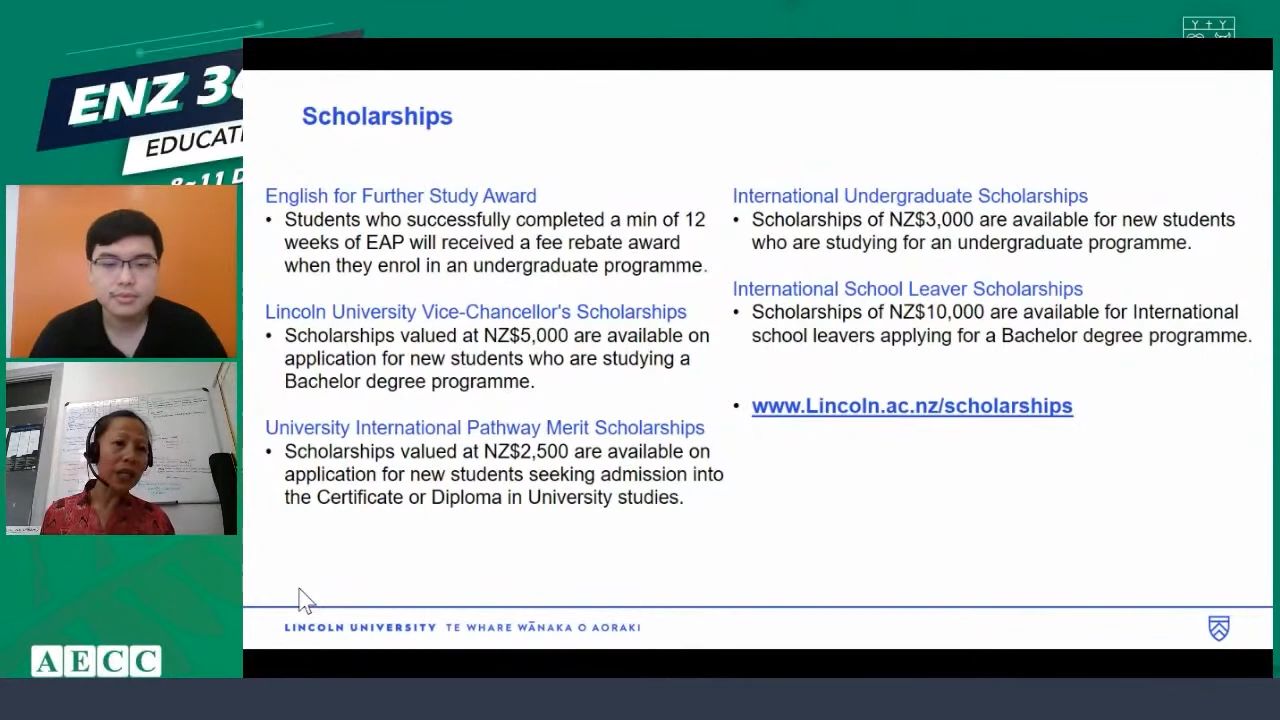 ENZ 36
EDUCATI
8-11 D
Scholarships
English for Further Study Award
• Students who successfully completed a min of 12
weeks of EAP will received a fee rebate award
when they enrol in an undergraduate programme.
Lincoln University Vice-Chancellor's Scholarships
• Scholarships valued at NZ$5,000 are available on
application for new students who are studying a
Bachelor degree programme.
University International Pathway Merit Scholarships
• Scholarships valued at NZ$2,500 are available on
application for new students seeking admission into
the Certificate or Diploma in University studies.
International Undergraduate Scholarships
• Scholarships of NZ$3,000 are available for new students
who are studying for an undergraduate programme.
International School Leaver Scholarships
• Scholarships of NZ$10,000 are available for International
school leavers applying for a Bachelor degree programme.
• www.Lincoln.ac.nz/scholarships
LINCOLN UNIVERSITY TE WHARE WĀNAKA O AORAKI
AECC